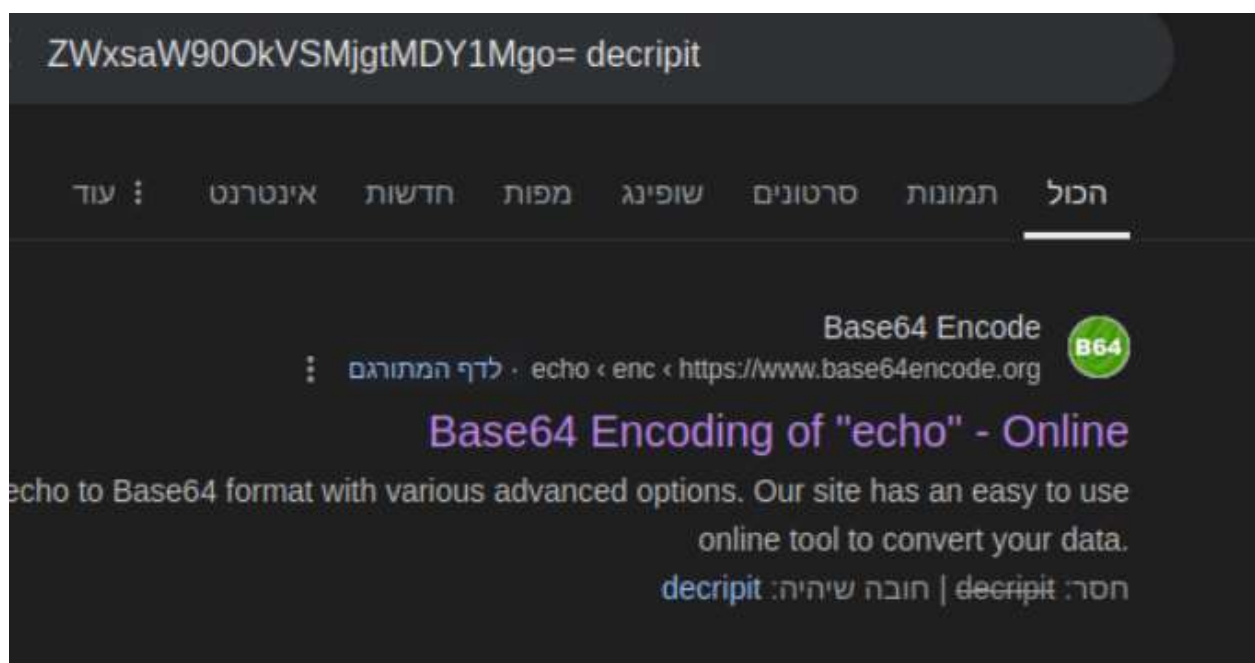 ZWxsaW90OkVSMjgtMDY1Mgo= decripit
הכול תמונות סרטונים שופינג מפות חדשות אינטרנט ⋮ עוד
Base64 Encode
B64
https://www.base64encode.org › enc › echo · לדף המתורגם ⋮
Base64 Encoding of "echo" - Online
echo to Base64 format with various advanced options. Our site has an easy to use
online tool to convert your data.
חסר: decripit | חובה שיהיה: decripit